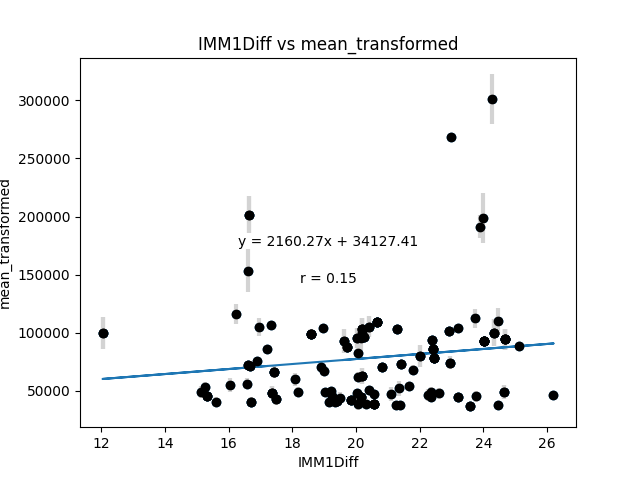 IMM1Diff vs mean_transformed
mean_transformed
300000
250000
200000
150000
100000
50000
y = 2160.27x + 34127.41
r = 0.15
12 14 16 18 20 22 24 26
IMM1Diff